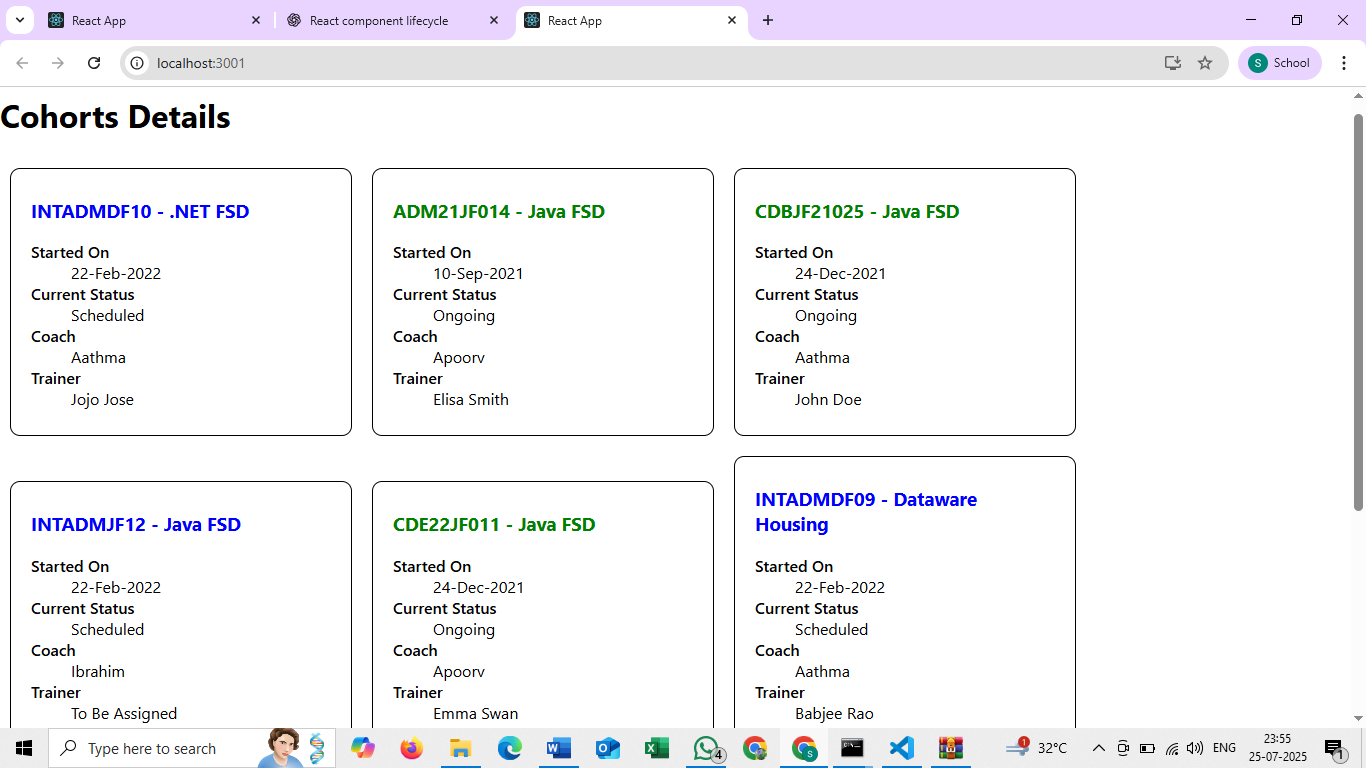 React App
React component lifecycle
React App
localhost:3001
S
School
Cohorts Details
INTADMDF10 - .NET FSD
Started On
22-Feb-2022
Current Status
Scheduled
Coach
Aathma
Trainer
Jojo Jose
ADM21JF014 - Java FSD
Started On
10-Sep-2021
Current Status
Ongoing
Coach
Apoorv
Trainer
Elisa Smith
CDBJF21025 - Java FSD
Started On
24-Dec-2021
Current Status
Ongoing
Coach
Aathma
Trainer
John Doe
INTADMJF12 - Java FSD
Started On
22-Feb-2022
Current Status
Scheduled
Coach
Ibrahim
Trainer
To Be Assigned
CDE22JF011 - Java FSD
Started On
24-Dec-2021
Current Status
Ongoing
Coach
Apoorv
Trainer
Emma Swan
INTADMDF09 - Dataware
Housing
Started On
22-Feb-2022
Current Status
Scheduled
Coach
Aathma
Trainer
Babjee Rao
Type here to search
4
S
1
32°C
ENG
23:55
25-07-2025
1